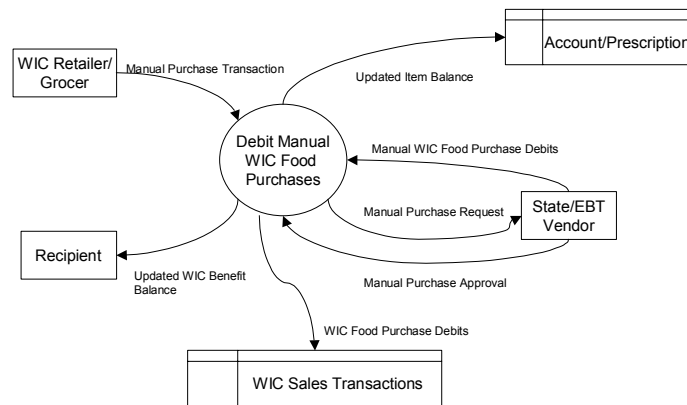 WIC Retailer/
Grocer
Manual Purchase Transaction
Account/Prescription
Updated Item Balance
Debit Manual
WIC Food
Purchases
Manual WIC Food Purchase Debits
Manual Purchase Request
State/EBT
Vendor
Recipient
Updated WIC Benefit
Balance
Manual Purchase Approval
WIC Food Purchase Debits
WIC Sales Transactions